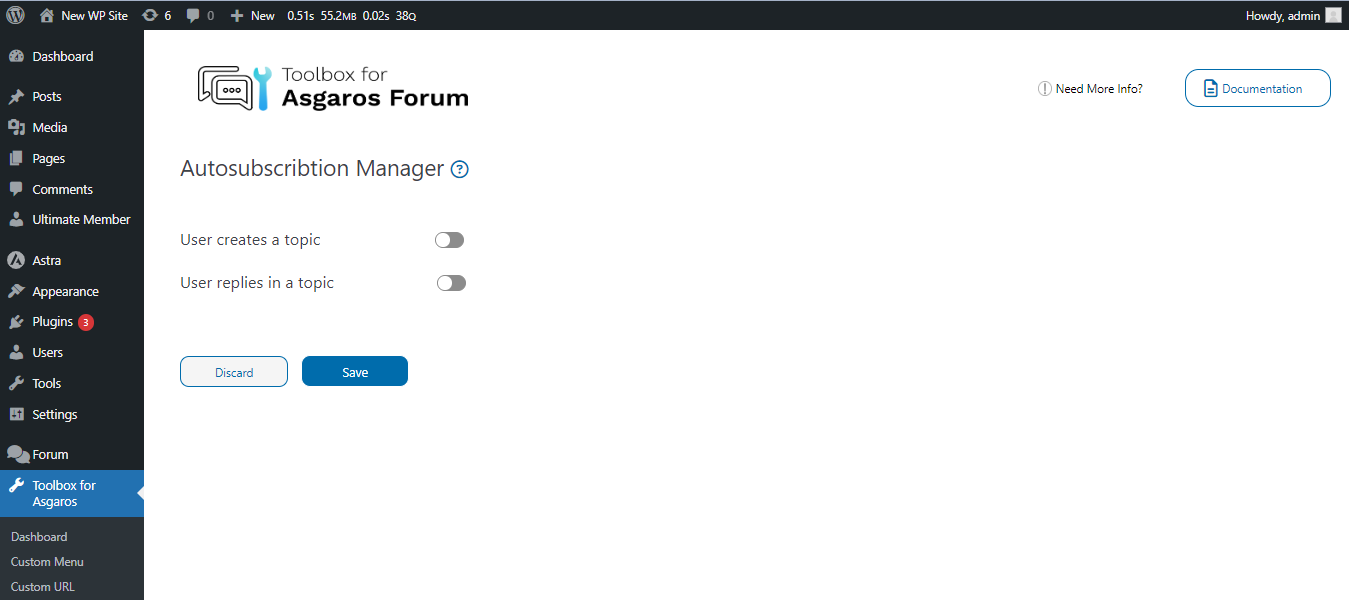 New WP Site 6 0 New 0.51s 55.2MB 0.02s 38Q Howdy, admin
Dashboard
Posts
Media
Pages
Comments
Ultimate Member
Astra
Appearance
Plugins 3
Users
Tools
Settings
Forum
Toolbox for
Asgaros
Dashboard
Custom Menu
Custom URL
Toolbox for
Asgaros Forum
Need More Info?
Documentation
Autosubscribtion Manager ?
User creates a topic
User replies in a topic
Discard Save